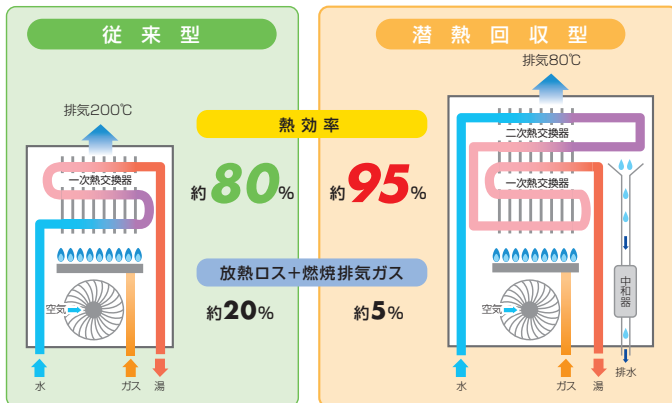 従来型
潜熱回収型
排気200℃
排気80℃
熱効率
約80%
約95%
放熱ロス+燃焼排気ガス
約20%
約5%
一次熱交換器
空気
水
ガス
湯
二次熱交換器
一次熱交換器
空気
中和器
水
ガス
湯
排水